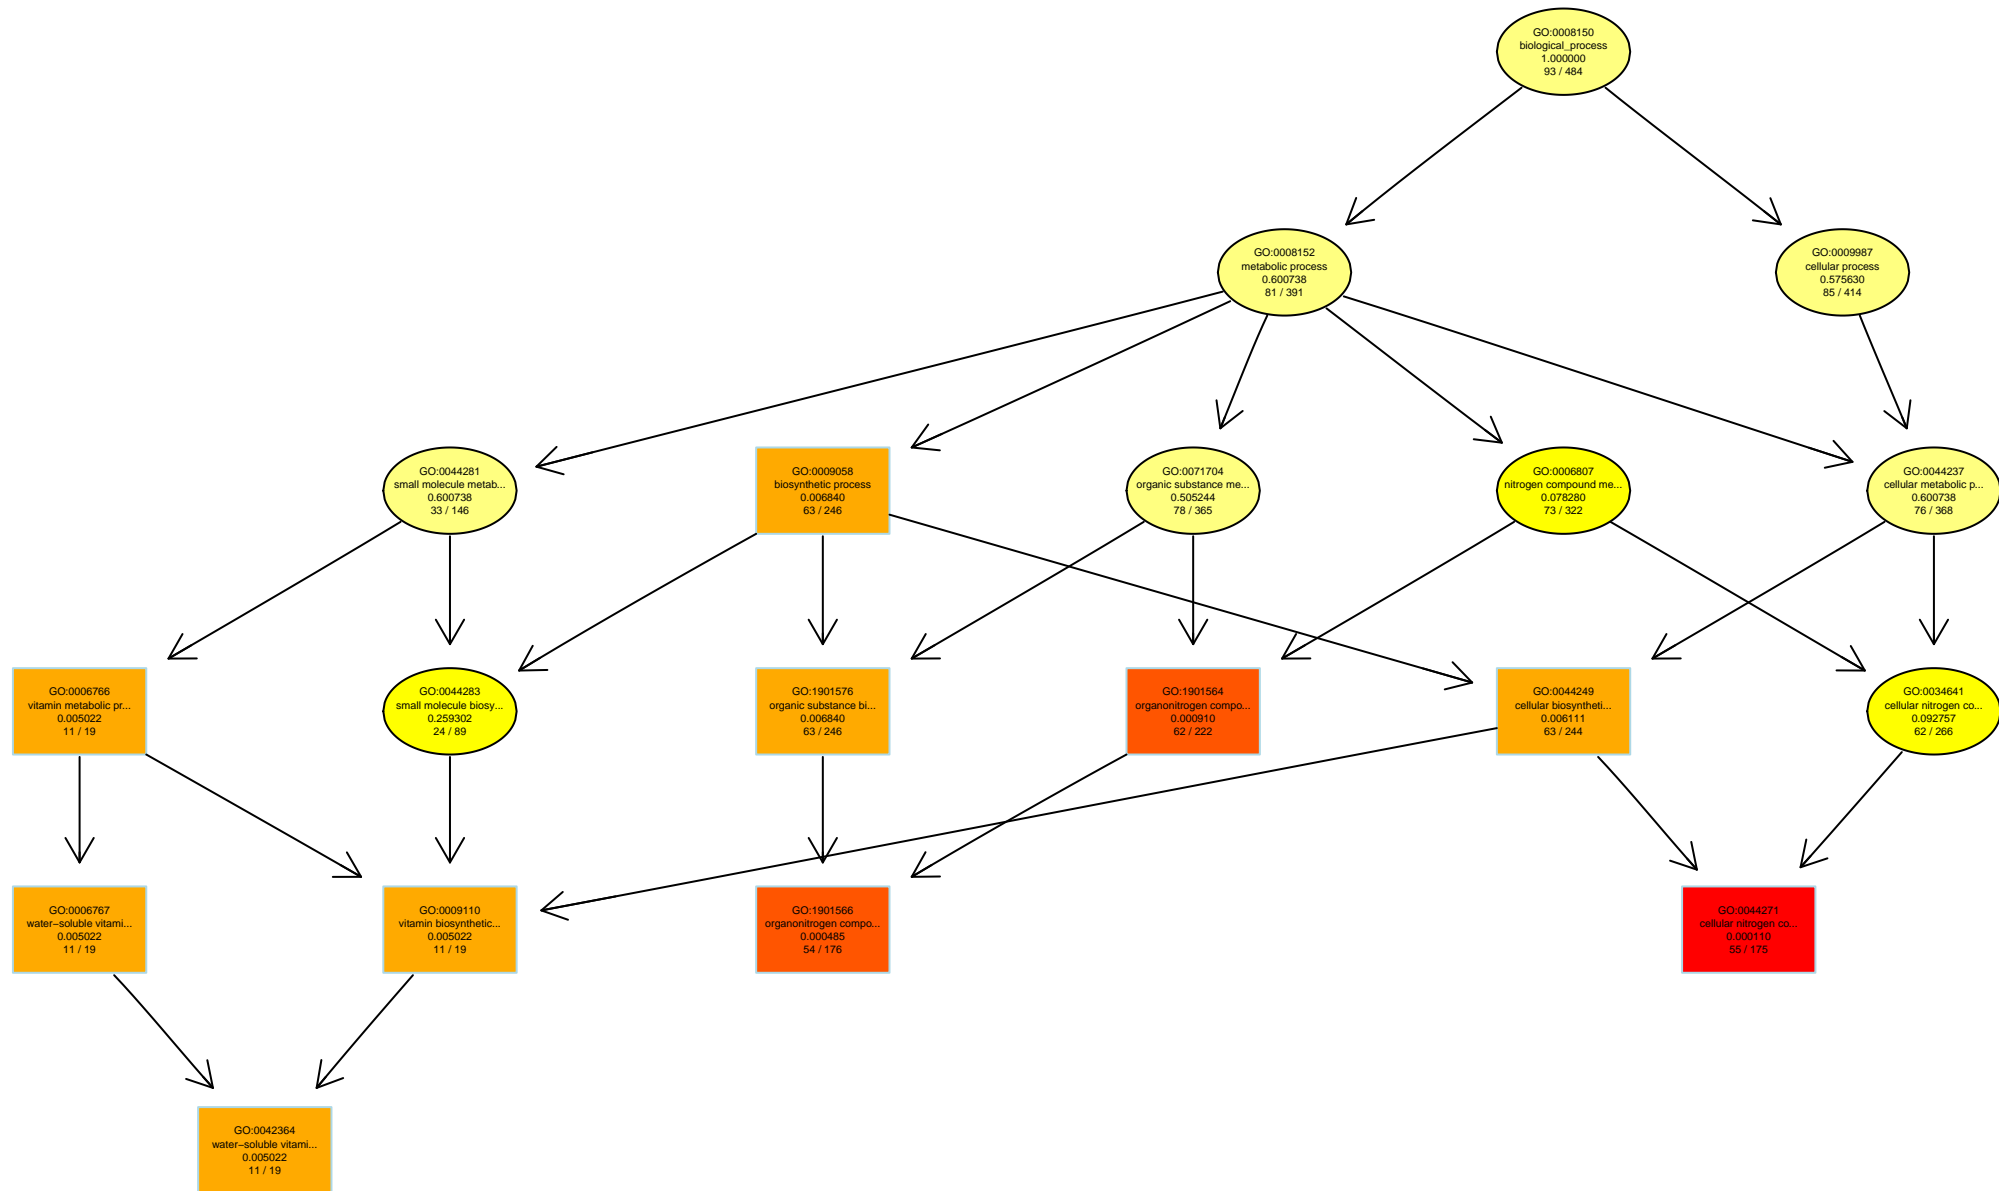 GO:0008150
biological_process
1.000000
93 / 484
GO:0008152
metabolic process
0.600738
81 / 391
GO:0009987
cellular process
0.575630
85 / 414
GO:0044281
small molecule metab...
0.600738
33 / 146
GO:0009058
biosynthetic process
0.006840
63 / 246
GO:0071704
organic substance me...
0.505244
78 / 365
GO:0006807
nitrogen compound me...
0.078280
73 / 322
GO:0044237
cellular metabolic p...
0.600738
76 / 368
GO:0006766
vitamin metabolic pr...
0.005022
11 / 19
GO:0044283
small molecule biosy...
0.259302
24 / 89
GO:1901576
organic substance bi...
0.006840
63 / 246
GO:1901564
organonitrogen compo...
0.000910
62 / 222
GO:0044249
cellular biosyntheti...
0.006111
63 / 244
GO:0034641
cellular nitrogen co...
0.092757
62 / 266
GO:0006767
water−soluble vitami...
0.005022
11 / 19
GO:0009110
vitamin biosynthetic...
0.005022
11 / 19
GO:1901566
organonitrogen compo...
0.000485
54 / 176
GO:0044271
cellular nitrogen co...
0.000110
55 / 175
GO:0042364
water−soluble vitami...
0.005022
11 / 19